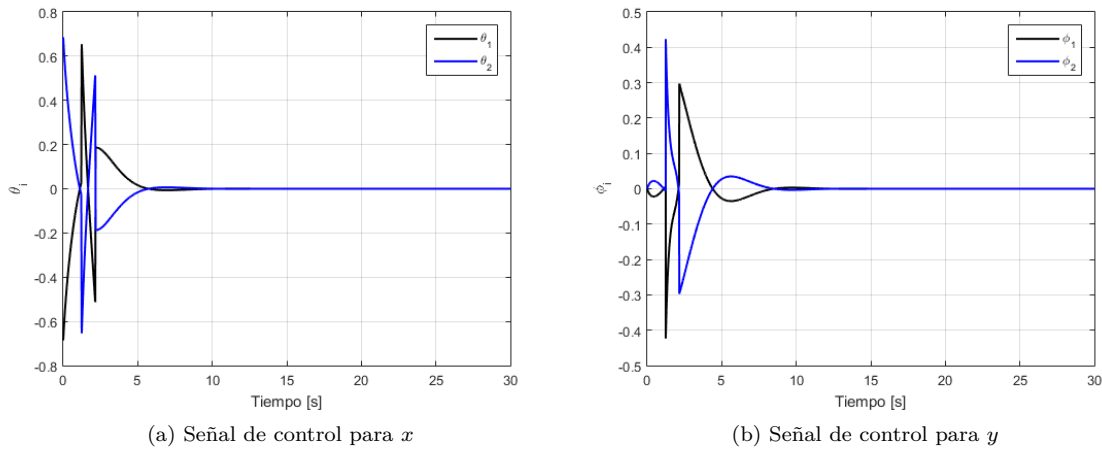 0.8
0.6
0.4
0.2
0
-0.2
-0.4
-0.6
-0.8
θi
θ1
θ2
0 5 10 15 20 25 30
Tiempo [s]
(a) Señal de control para x
0.5
0.4
0.3
0.2
0.1
0
-0.1
-0.2
-0.3
-0.4
-0.5
ϕi
ϕ1
ϕ2
0 5 10 15 20 25 30
Tiempo [s]
(b) Señal de control para y